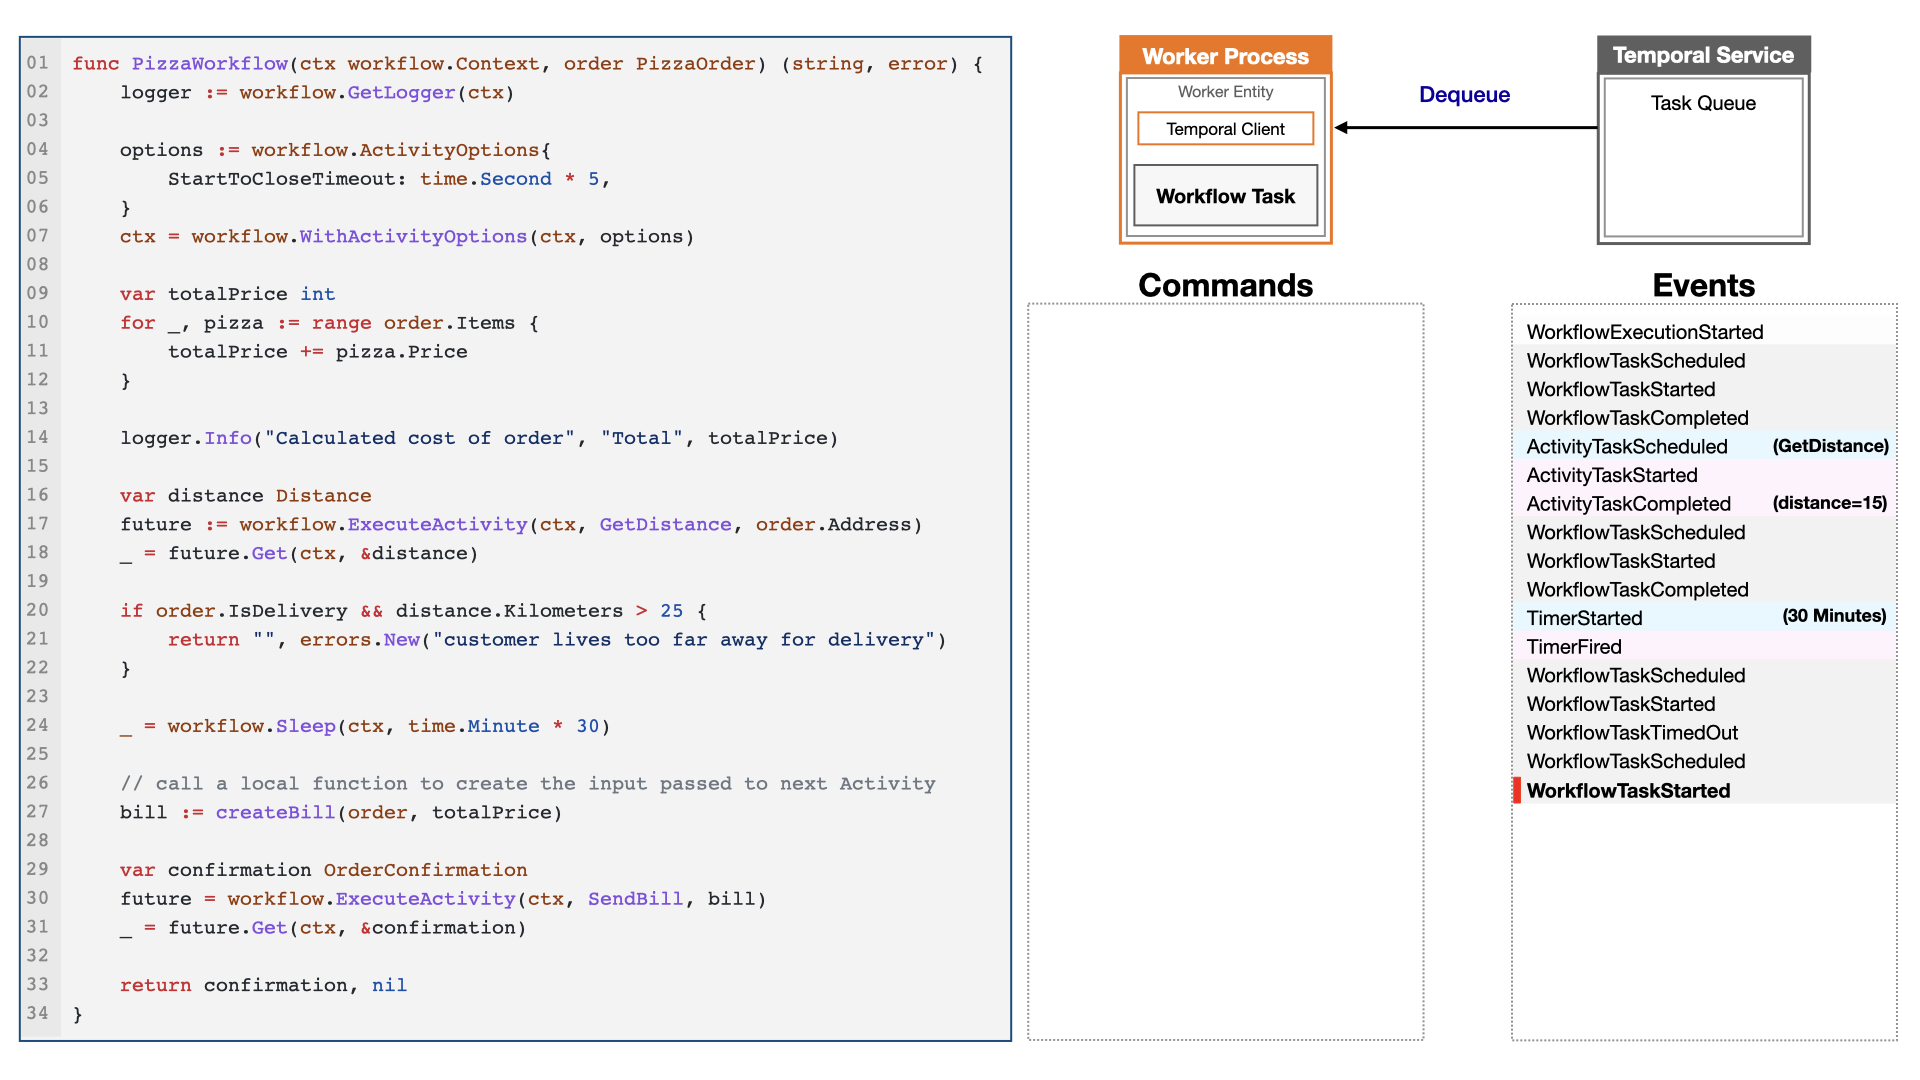 01 func PizzaWorkflow(ctx workflow.Context, order PizzaOrder) (string, error) {
02     logger := workflow.GetLogger(ctx)
03
04     options := workflow.ActivityOptions{
05         StartToCloseTimeout: time.Second * 5,
06     }
07     ctx = workflow.WithActivityOptions(ctx, options)
08
09     var totalPrice int
10     for _, pizza := range order.Items {
11         totalPrice += pizza.Price
12     }
13
14     logger.Info("Calculated cost of order", "Total", totalPrice)
15
16     var distance Distance
17     future := workflow.ExecuteActivity(ctx, GetDistance, order.Address)
18     _ = future.Get(ctx, &distance)
19
20     if order.IsDelivery && distance.Kilometers > 25 {
21         return "", errors.New("customer lives too far away for delivery")
22     }
23
24     _ = workflow.Sleep(ctx, time.Minute * 30)
25
26     // call a local function to create the input passed to next Activity
27     bill := createBill(order, totalPrice)
28
29     var confirmation OrderConfirmation
30     future = workflow.ExecuteActivity(ctx, SendBill, bill)
31     _ = future.Get(ctx, &confirmation)
32
33     return confirmation, nil
34 }
Worker Process
Worker Entity
Temporal Client
Workflow Task
Dequeue
Temporal Service
Task Queue
Commands
Events
WorkflowExecutionStarted
WorkflowTaskScheduled
WorkflowTaskStarted
WorkflowTaskCompleted
ActivityTaskScheduled (GetDistance)
ActivityTaskStarted
ActivityTaskCompleted (distance=15)
WorkflowTaskScheduled
WorkflowTaskStarted
WorkflowTaskCompleted
TimerStarted (30 Minutes)
TimerFired
WorkflowTaskScheduled
WorkflowTaskStarted
WorkflowTaskTimedOut
WorkflowTaskScheduled
WorkflowTaskStarted